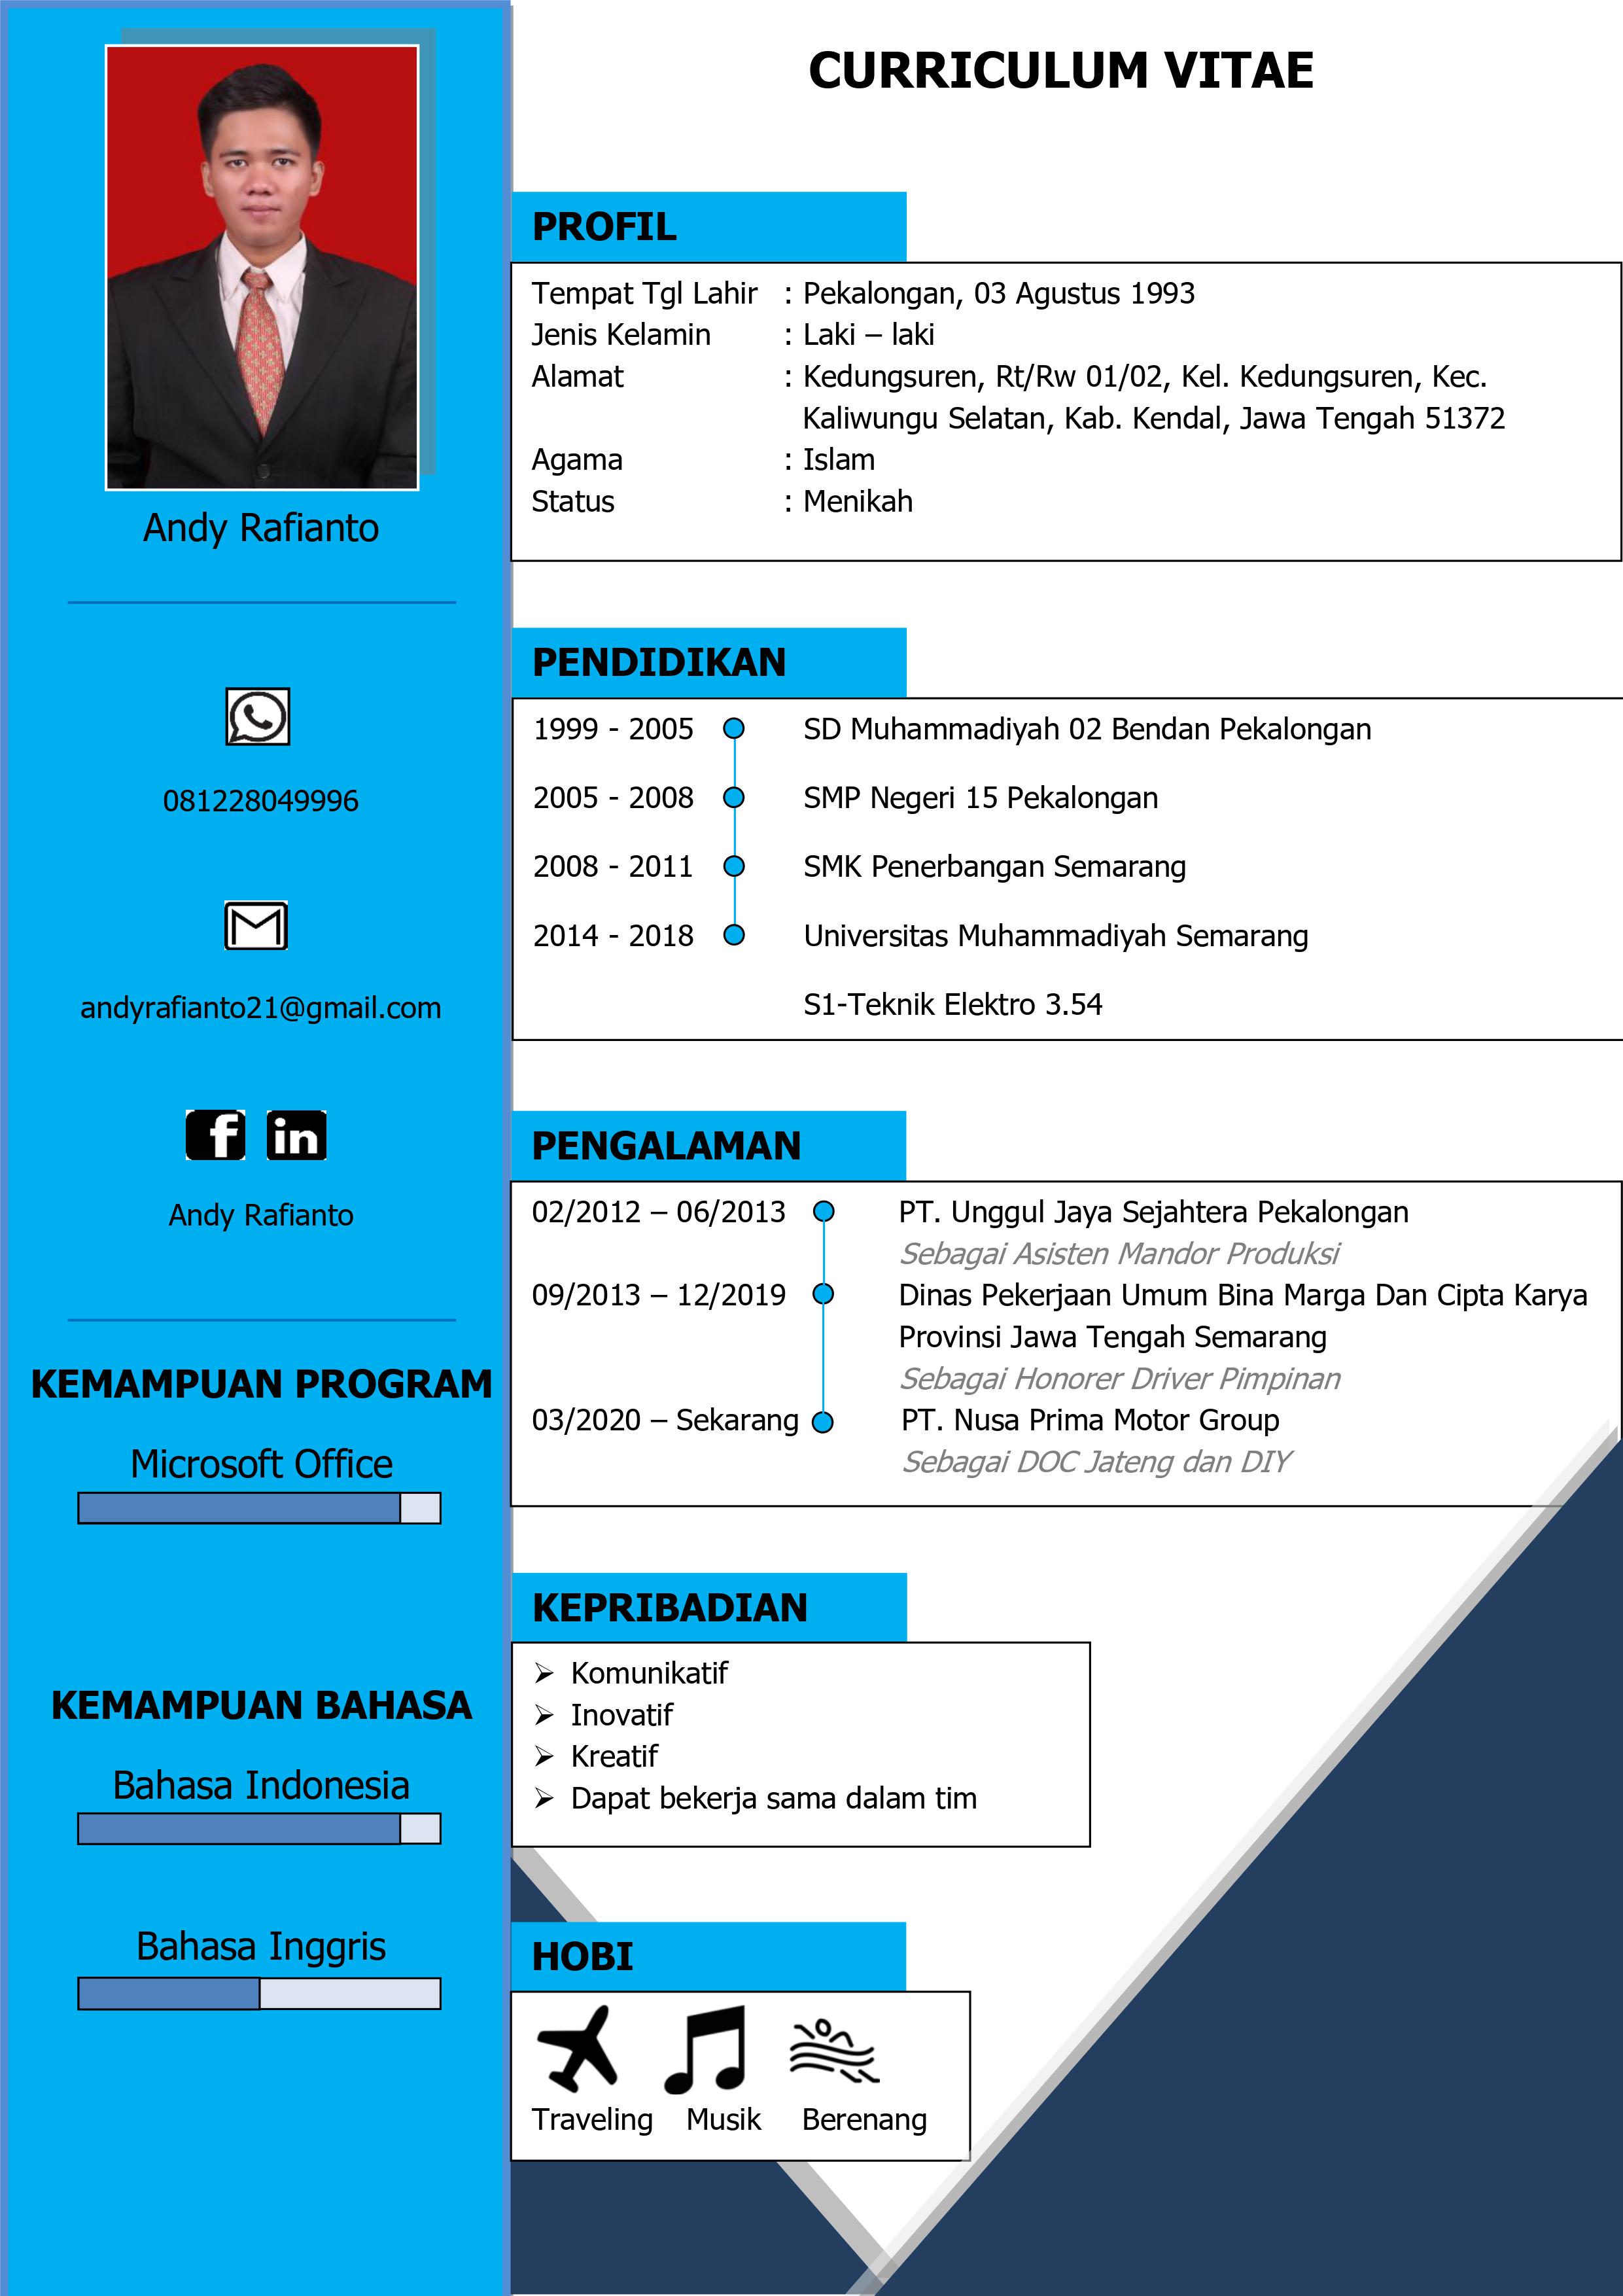 CURRICULUM VITAE
Andy Rafianto
081228049996
andyrafianto21@gmail.com
f in
Andy Rafianto
KEMAMPUAN PROGRAM
Microsoft Office
KEMAMPUAN BAHASA
Bahasa Indonesia
Bahasa Inggris
PROFIL
Tempat Tgl Lahir : Pekalongan, 03 Agustus 1993
Jenis Kelamin : Laki – laki
Alamat : Kedungsuren, Rt/Rw 01/02, Kel. Kedungsuren, Kec.
Kaliwungu Selatan, Kab. Kendal, Jawa Tengah 51372
Agama : Islam
Status : Menikah
PENDIDIKAN
1999 - 2005 SD Muhammadiyah 02 Bendan Pekalongan
2005 - 2008 SMP Negeri 15 Pekalongan
2008 - 2011 SMK Penerbangan Semarang
2014 - 2018 Universitas Muhammadiyah Semarang
S1-Teknik Elektro 3.54
PENGALAMAN
02/2012 – 06/2013 PT. Unggul Jaya Sejahtera Pekalongan
Sebagai Asisten Mandor Produksi
09/2013 – 12/2019 Dinas Pekerjaan Umum Bina Marga Dan Cipta Karya
Provinsi Jawa Tengah Semarang
Sebagai Honorer Driver Pimpinan
03/2020 – Sekarang PT. Nusa Prima Motor Group
Sebagai DOC Jateng dan DIY
KEPRIBADIAN
➢ Komunikatif
➢ Inovatif
➢ Kreatif
➢ Dapat bekerja sama dalam tim
HOBI
Traveling Musik Berenang